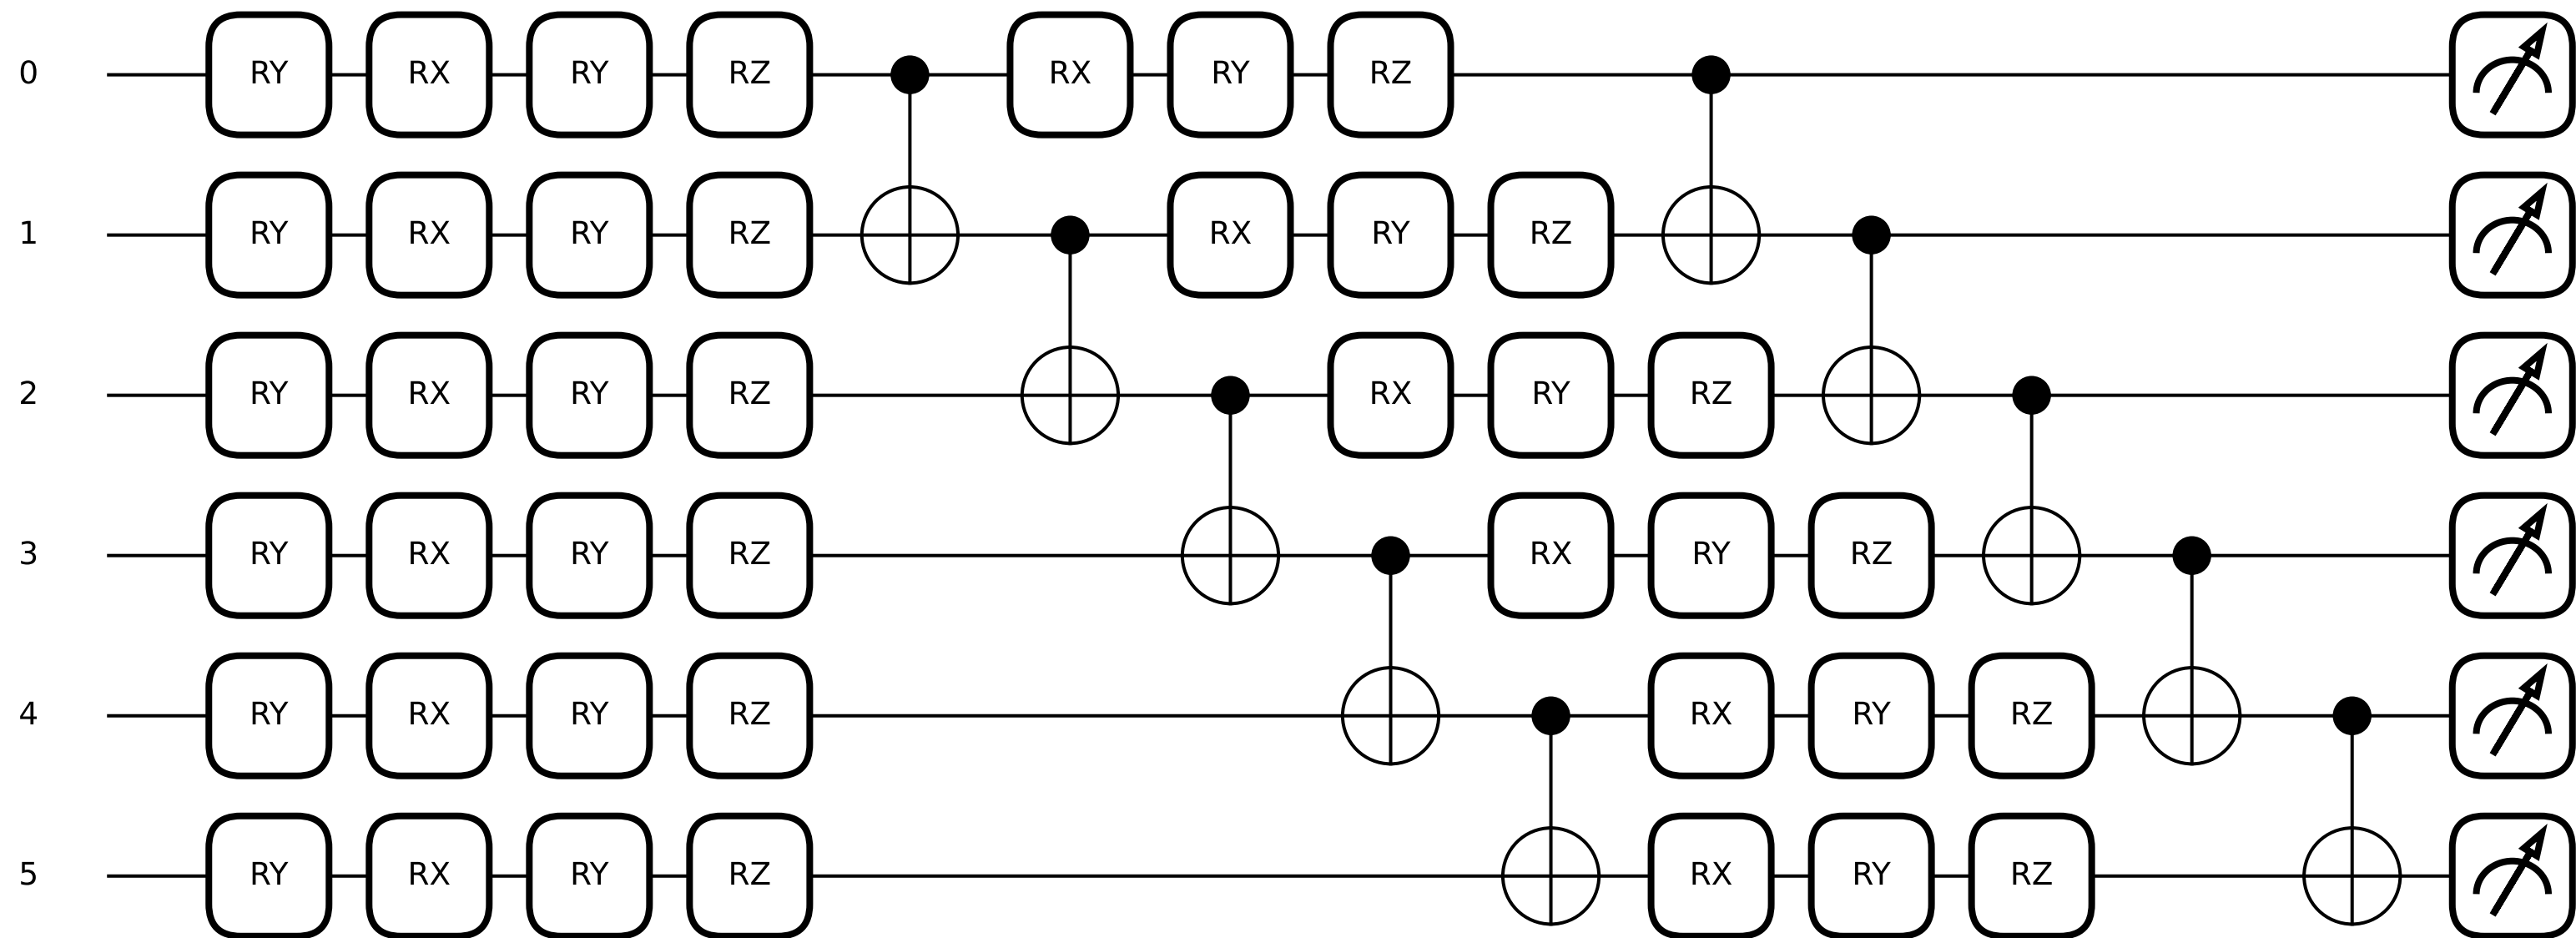 0 RY RX RY RZ RX RY RZ
1 RY RX RY RZ RX RY RZ
2 RY RX RY RZ RX RY RZ
3 RY RX RY RZ RX RY RZ
4 RY RX RY RZ RX RY RZ
5 RY RX RY RZ RX RY RZ